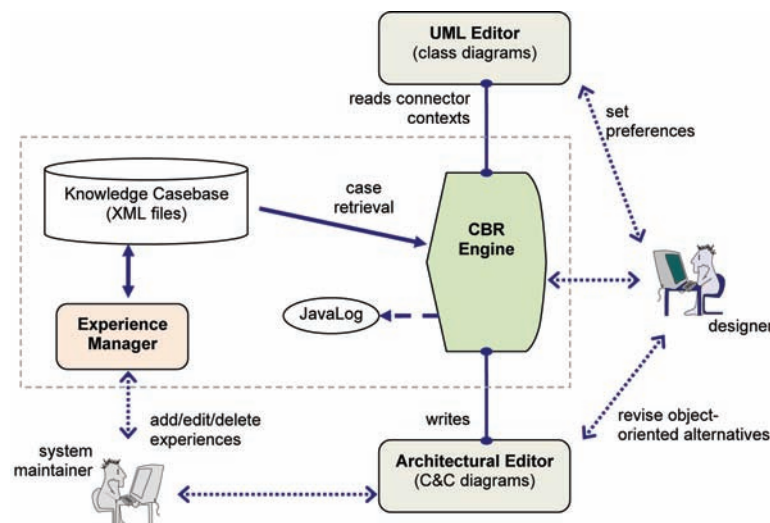 UML Editor
(class diagrams)
reads connector
contexts
set
preferences
Knowledge Casebase
(XML files)
case
retrieval
CBR
Engine
JavaLog
designer
Experience
Manager
add/edit/delete
experiences
writes
revise object-
oriented alternatives
system
maintainer
Architectural Editor
(C&C diagrams)